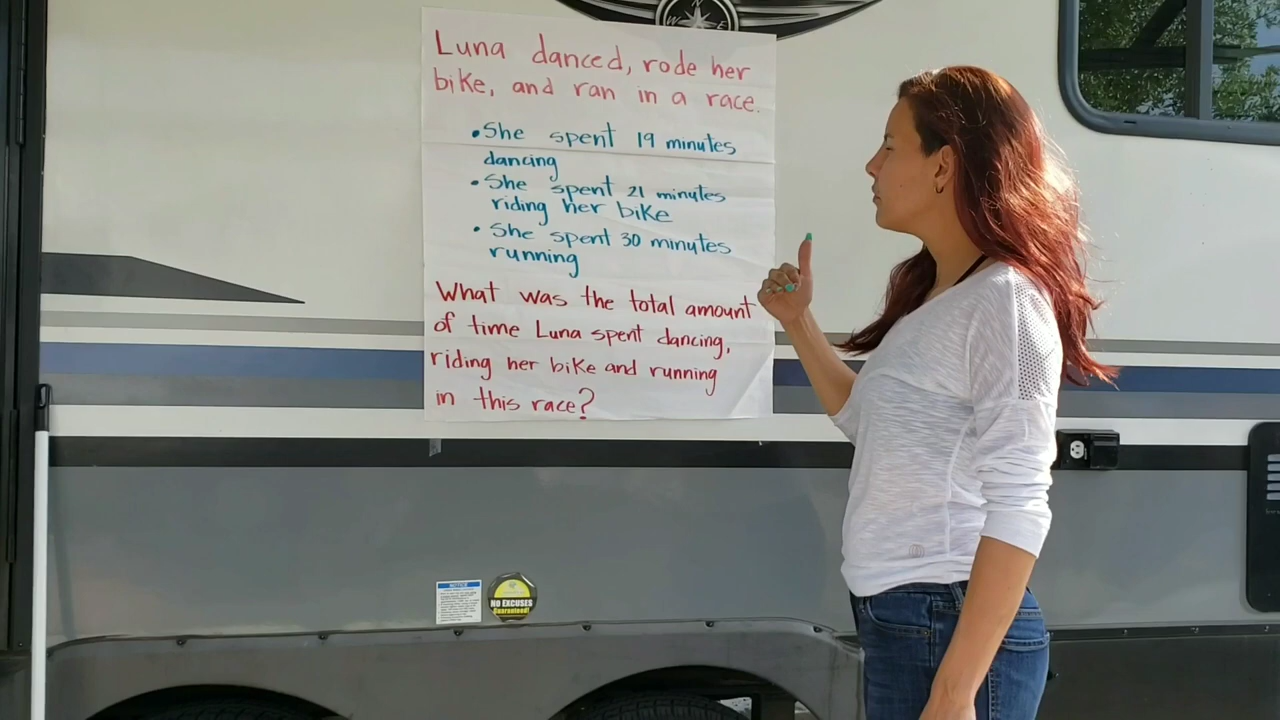 Luna danced, rode her
bike, and ran in a race.
•She spent 19 minutes
dancing
•She spent 21 minutes
riding her bike
•She spent 30 minutes
running
What was the total amount
of time Luna spent dancing,
riding her bike and running
in this race?
NOTICE
NO EXCUSES
Guaranteed!